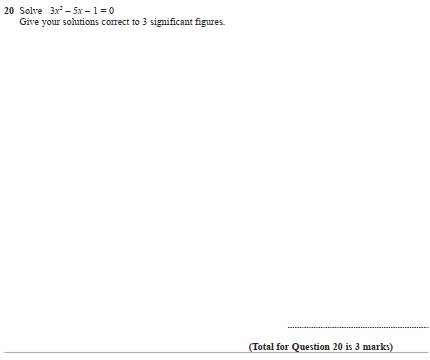 20 Solve 3x² – 5x – 1 = 0
Give your solutions correct to 3 significant figures.
(Total for Question 20 is 3 marks)